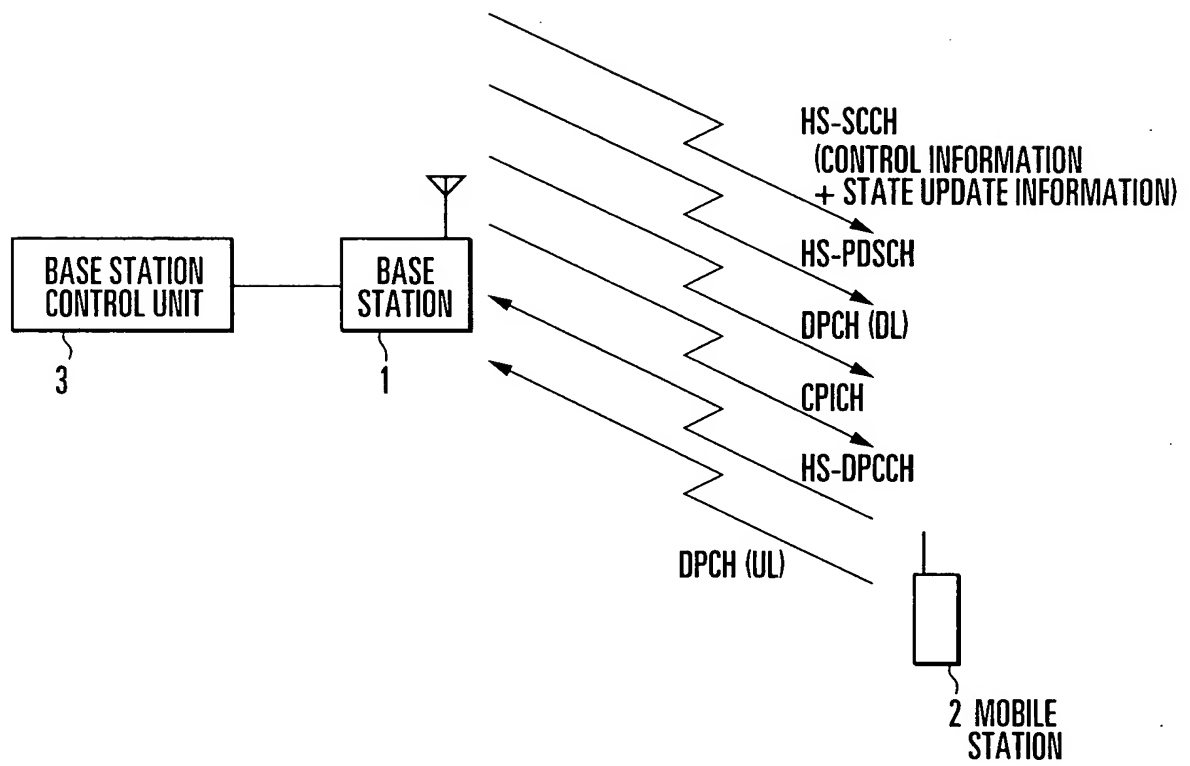 HS-SCCH
(CONTROL INFORMATION
+ STATE UPDATE INFORMATION)
HS-PDSCH
BASE STATION
CONTROL UNIT
BASE
STATION
DPCH (DL)
3
1
CPICH
HS-DPCCH
DPCH (UL)
2 MOBILE
STATION